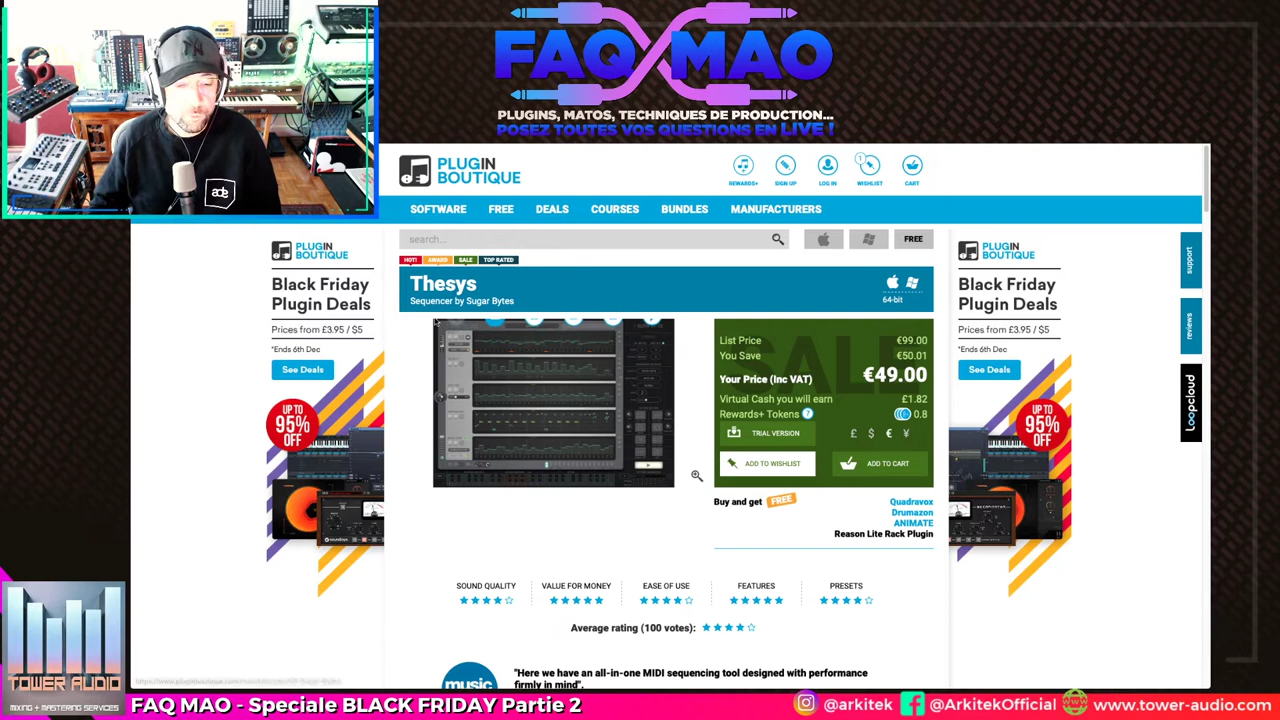 FAQ MAO
PLUGINS, MATOS, TECHNIQUES DE PRODUCTION...
POSEZ TOUTES VOS QUESTIONS EN LIVE !
ade
PLUGIN
BOUTIQUE
REWARDS+
SIGN UP
LOG IN
1
WISHLIST
CART
SOFTWARE
FREE
DEALS
COURSES
BUNDLES
MANUFACTURERS
search...
FREE
HOT!
AWARD
SALE
TOP RATED
Thesys
Sequencer by Sugar Bytes
64-bit
PLUGIN
BOUTIQUE
Black Friday
Plugin Deals
Prices from £3.95 / $5
*Ends 6th Dec
See Deals
UP TO
95%
OFF
SALE
List Price €99.00
You Save €50.01
Your Price (Inc VAT) €49.00
Virtual Cash you will earn £1.82
Rewards+ Tokens ? 0.8
TRIAL VERSION
£ $ € ¥
ADD TO WISHLIST
ADD TO CART
Buy and get FREE
Quadravox
Drumazon
ANIMATE
Reason Lite Rack Plugin
PLUGIN
BOUTIQUE
Black Friday
Plugin Deals
Prices from £3.95 / $5
*Ends 6th Dec
See Deals
UP TO
95%
OFF
support
reviews
Loopcloud
SOUND QUALITY
VALUE FOR MONEY
EASE OF USE
FEATURES
PRESETS
Average rating (100 votes):
music
"Here we have an all-in-one MIDI sequencing tool designed with performance
firmly in mind".
TOWER AUDIO
MIXING + MASTERING SERVICES
FAQ MAO - Speciale BLACK FRIDAY Partie 2
@arkitek
@ArkitekOfficial
www.tower-audio.com